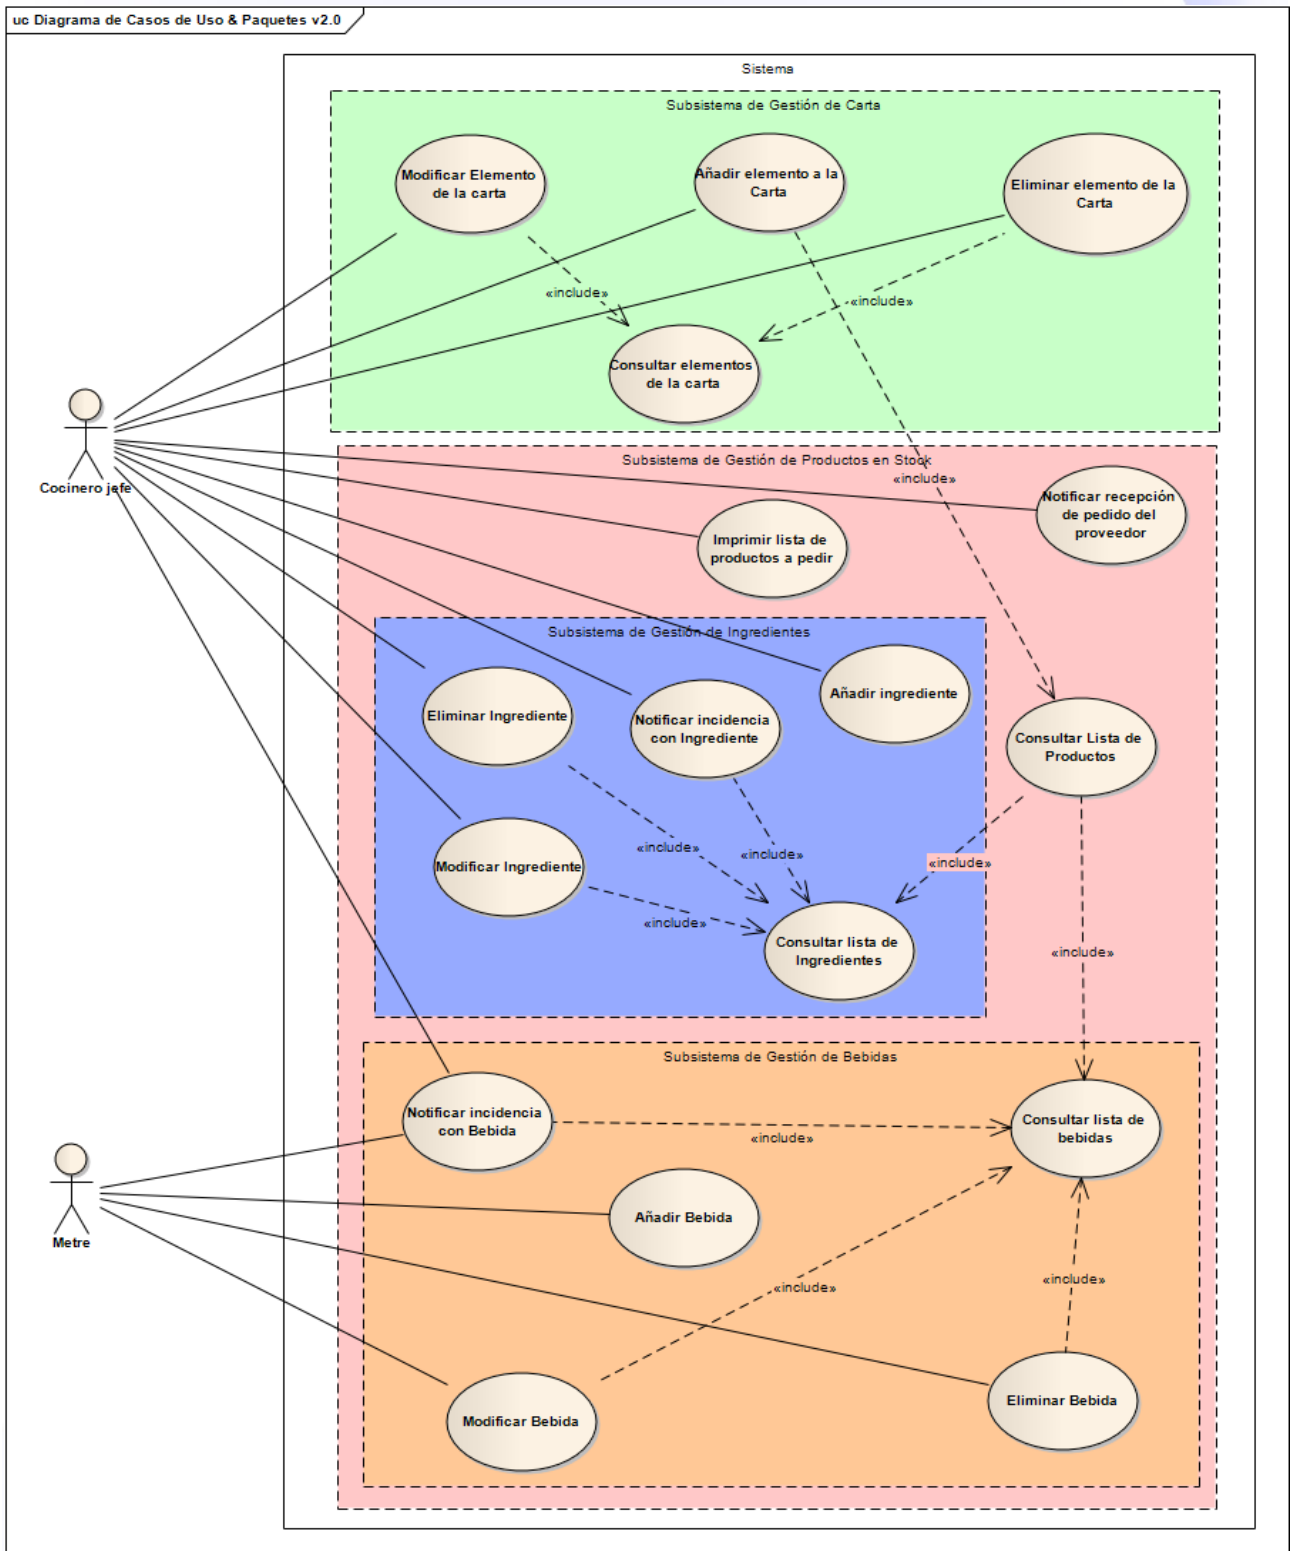 uc Diagrama de Casos de Uso & Paquetes v2.0
Sistema
Subsistema de Gestión de Carta
Modificar Elemento
de la carta
Añadir elemento a la
Carta
Eliminar elemento de la
Carta
«include»
«include»
Consultar elementos
de la carta
Cocinero jefe
Subsistema de Gestión de Productos en Stock
«include»
Notificar recepción
de pedido del
proveedor
Imprimir lista de
productos a pedir
Subsistema de Gestión de Ingredientes
Eliminar Ingrediente
Notificar incidencia
con Ingrediente
Añadir ingrediente
Consultar Lista de
Productos
«include»
«include»
«include»
Modificar Ingrediente
«include»
Consultar lista de
Ingredientes
«include»
Subsistema de Gestión de Bebidas
Notificar incidencia
con Bebida
«include»
Consultar lista de
bebidas
Metre
Añadir Bebida
«include»
«include»
Modificar Bebida
Eliminar Bebida